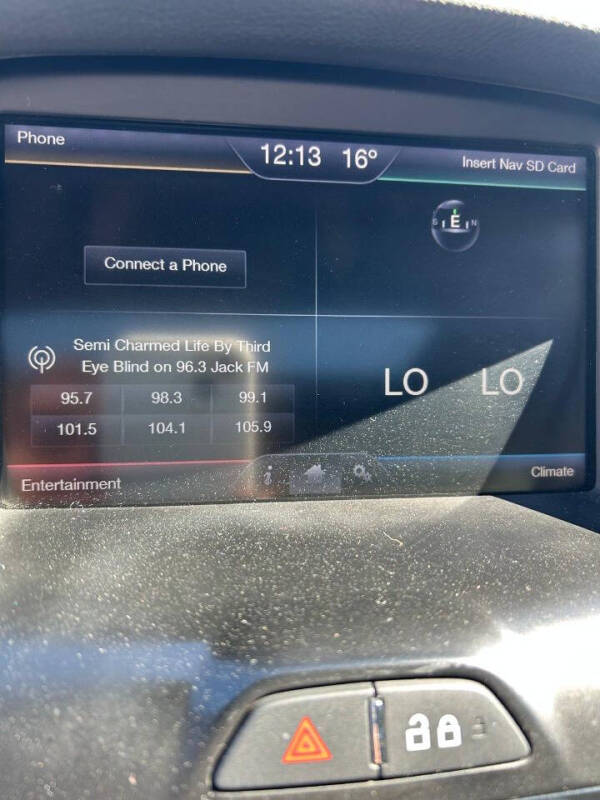 Phone
12:13 16°
Insert Nav SD Card
S E N
Connect a Phone
Semi Charmed Life By Third
Eye Blind on 96.3 Jack FM
95.7 98.3 99.1
101.5 104.1 105.9
LO LO
Entertainment
i
Climate